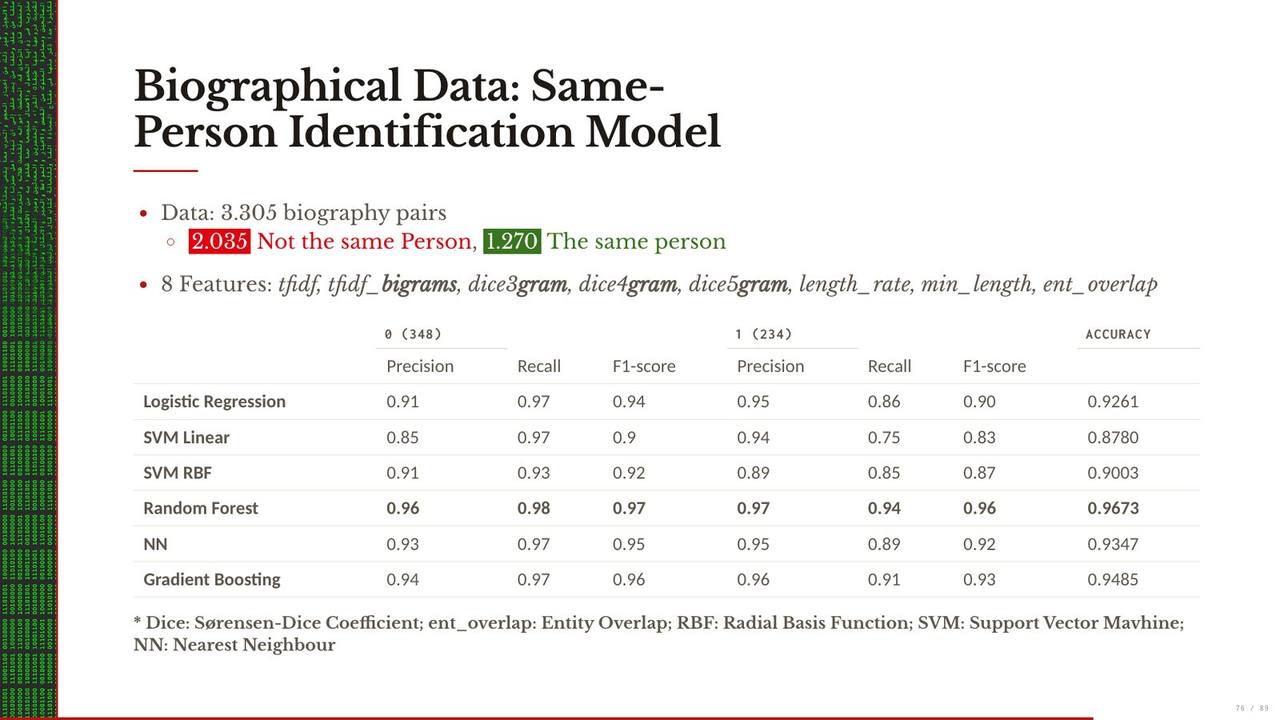 Biographical Data: Same-
Person Identification Model
• Data: 3.305 biography pairs
○ 2.035 Not the same Person, 1.270 The same person
• 8 Features: tfidf, tfidf_bigrams, dice3gram, dice4gram, dice5gram, length_rate, min_length, ent_overlap
0 (348) 1 (234) ACCURACY
Precision Recall F1-score Precision Recall F1-score
Logistic Regression 0.91 0.97 0.94 0.95 0.86 0.90 0.9261
SVM Linear 0.85 0.97 0.9 0.94 0.75 0.83 0.8780
SVM RBF 0.91 0.93 0.92 0.89 0.85 0.87 0.9003
Random Forest 0.96 0.98 0.97 0.97 0.94 0.96 0.9673
NN 0.93 0.97 0.95 0.95 0.89 0.92 0.9347
Gradient Boosting 0.94 0.97 0.96 0.96 0.91 0.93 0.9485
* Dice: Sørensen-Dice Coefficient; ent_overlap: Entity Overlap; RBF: Radial Basis Function; SVM: Support Vector Mavhine;
NN: Nearest Neighbour
76 / 89